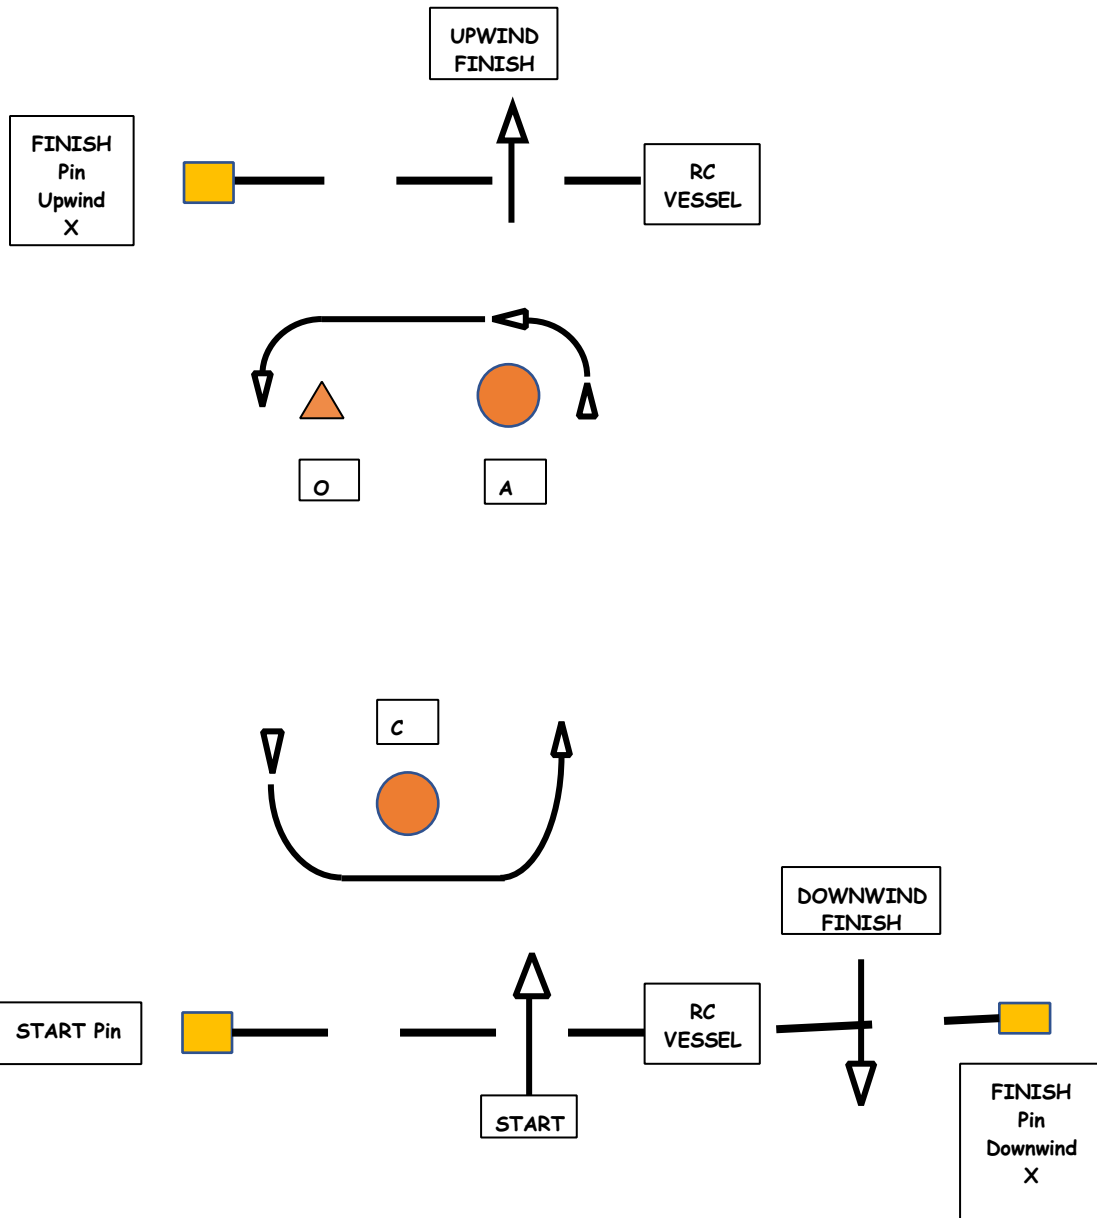 UPWIND
FINISH
FINISH
Pin
Upwind
X
RC
VESSEL
O
A
C
DOWNWIND
FINISH
START Pin
RC
VESSEL
START
FINISH
Pin
Downwind
X